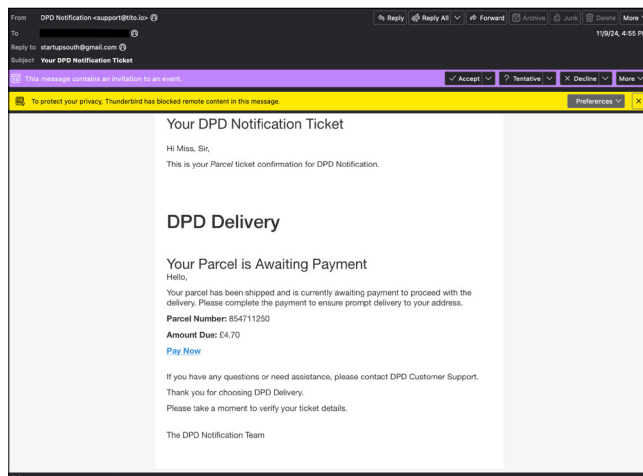 From DPD Notification <support@tito.io>
Reply Reply All Forward Archive Junk Delete More
To
11/9/24, 4:55 PM
Reply to startupsouth@gmail.com
Subject Your DPD Notification Ticket
This message contains an invitation to an event.
Accept ? Tentative Decline More
To protect your privacy, Thunderbird has blocked remote content in this message.
Preferences
Your DPD Notification Ticket
Hi Miss, Sir,
This is your Parcel ticket confirmation for DPD Notification.
DPD Delivery
Your Parcel is Awaiting Payment
Hello,
Your parcel has been shipped and is currently awaiting payment to proceed with the
delivery. Please complete the payment to ensure prompt delivery to your address.
Parcel Number: 854711250
Amount Due: £4.70
Pay Now
If you have any questions or need assistance, please contact DPD Customer Support.
Thank you for choosing DPD Delivery.
Please take a moment to verify your ticket details.
The DPD Notification Team